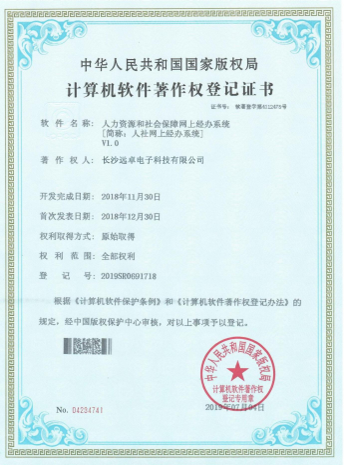 中华人民共和国国家版权局
计算机软件著作权登记证书
证书号： 软著登字第4112475号
软件名称： 人力资源和社会保障网上经办系统
[简称：人社网上经办系统]
V1.0
著作权人： 长沙远卓电子科技有限公司
开发完成日期： 2018年11月30日
首次发表日期： 2018年12月30日
权利取得方式： 原始取得
权利范围： 全部权利
登记号： 2019SR0691718
根据《计算机软件保护条例》和《计算机软件著作权登记办法》的
规定，经中国版权保护中心审核，对以上事项予以登记。
中华人民共和国国家版权局
计算机软件著作权
登记专用章
No. 04234741
2019年07月04日